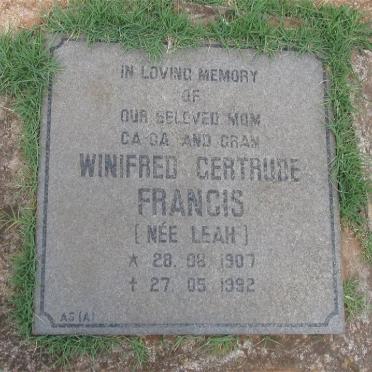 IN LOVING MEMORY
OF
OUR BELOVED MOM
GA-GA AND GRAN
WINIFRED GERTRUDE
FRANCIS
[NÉE LEAH]
★ 28.08.1907
† 27.05.1992
AS(A)